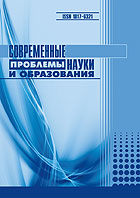 ISSN 1817-6321
СОВРЕМЕННЫЕ
ПРОБЛЕМЫ НАУКИ
И ОБРАЗОВАНИЯ